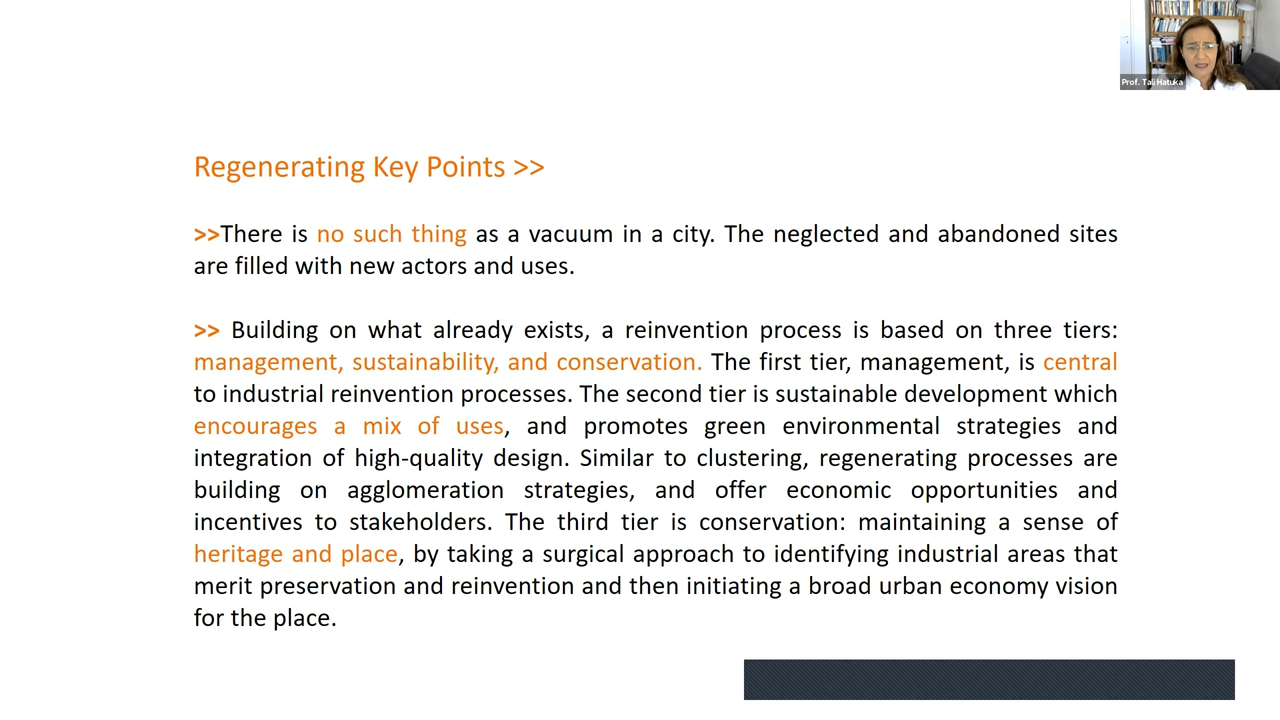 Prof. Tali Hatuka
Regenerating Key Points >>
>>There is no such thing as a vacuum in a city. The neglected and abandoned sites
are filled with new actors and uses.
>> Building on what already exists, a reinvention process is based on three tiers:
management, sustainability, and conservation. The first tier, management, is central
to industrial reinvention processes. The second tier is sustainable development which
encourages a mix of uses, and promotes green environmental strategies and
integration of high-quality design. Similar to clustering, regenerating processes are
building on agglomeration strategies, and offer economic opportunities and
incentives to stakeholders. The third tier is conservation: maintaining a sense of
heritage and place, by taking a surgical approach to identifying industrial areas that
merit preservation and reinvention and then initiating a broad urban economy vision
for the place.